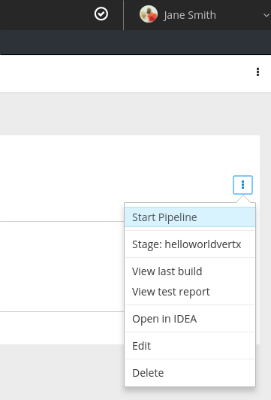 Jane Smith
Start Pipeline
Stage: helloworldvertx
View last build
View test report
Open in IDEA
Edit
Delete